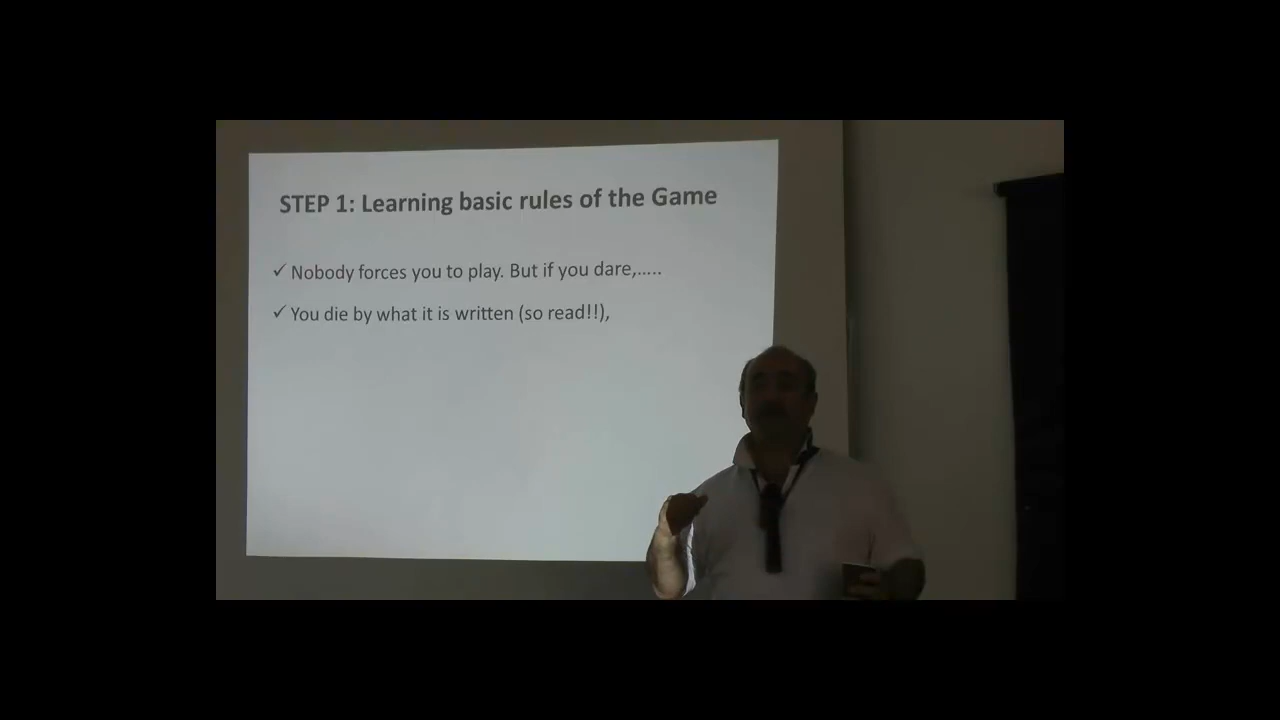 STEP 1: Learning basic rules of the Game
✓ Nobody forces you to play. But if you dare,.....
✓ You die by what it is written (so read!!),